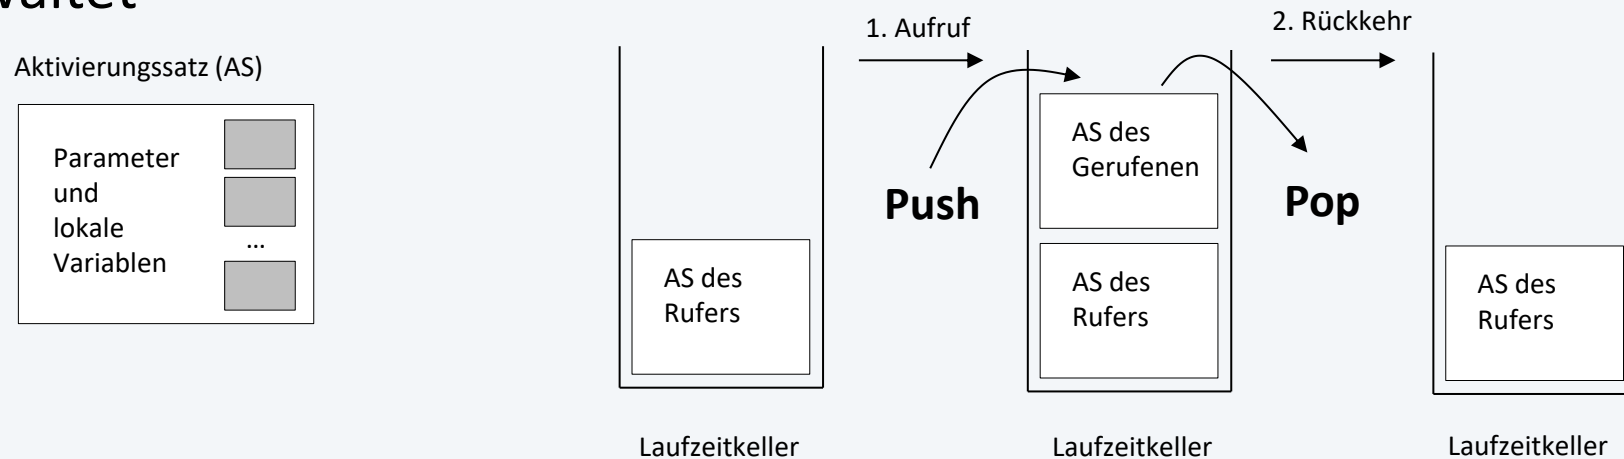 Aktivierungssatz (AS)
Parameter
und
lokale
Variablen
...
1. Aufruf
2. Rückkehr
Push
Pop
AS des
Rufers
AS des
Gerufenen
AS des
Rufers
AS des
Rufers
Laufzeitkeller
Laufzeitkeller
Laufzeitkeller